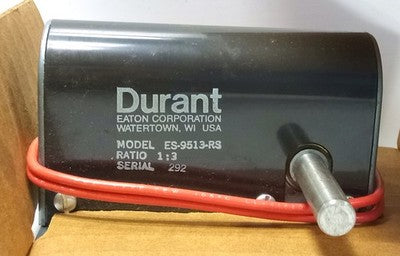 Durant
EATON CORPORATION
WATERTOWN, WI USA
MODEL ES-9513-RS
RATIO 1:3
SERIAL 292